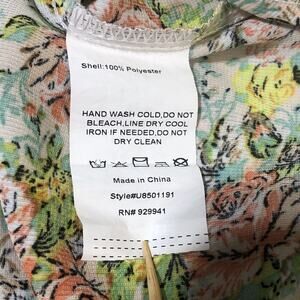 Shell:100% Polyester
HAND WASH COLD,DO NOT
BLEACH,LINE DRY COOL
IRON IF NEEDED,DO NOT
DRY CLEAN
Made in China
Style#U8501191
RN# 929941